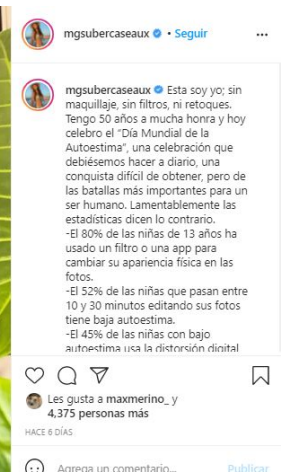 mgsubercaseaux • Seguir
mgsubercaseaux Esta soy yo; sin
maquillaje, sin filtros, ni retoques.
Tengo 50 años a mucha honra y hoy
celebro el “Día Mundial de la
Autoestima”, una celebración que
debiésemos hacer a diario, una
conquista difícil de obtener, pero de
las batallas más importantes para un
ser humano. Lamentablemente las
estadísticas dicen lo contrario.
-El 80% de las niñas de 13 años ha
usado un filtro o una app para
cambiar su apariencia física en las
fotos.
-El 52% de las niñas que pasan entre
10 y 30 minutos editando sus fotos
tiene baja autoestima.
-El 45% de las niñas con bajo
autoestima usa la distorsión digital
Les gusta a maxmerino_ y
4,375 personas más
HACE 6 DÍAS
Agrega un comentario...
Publicar